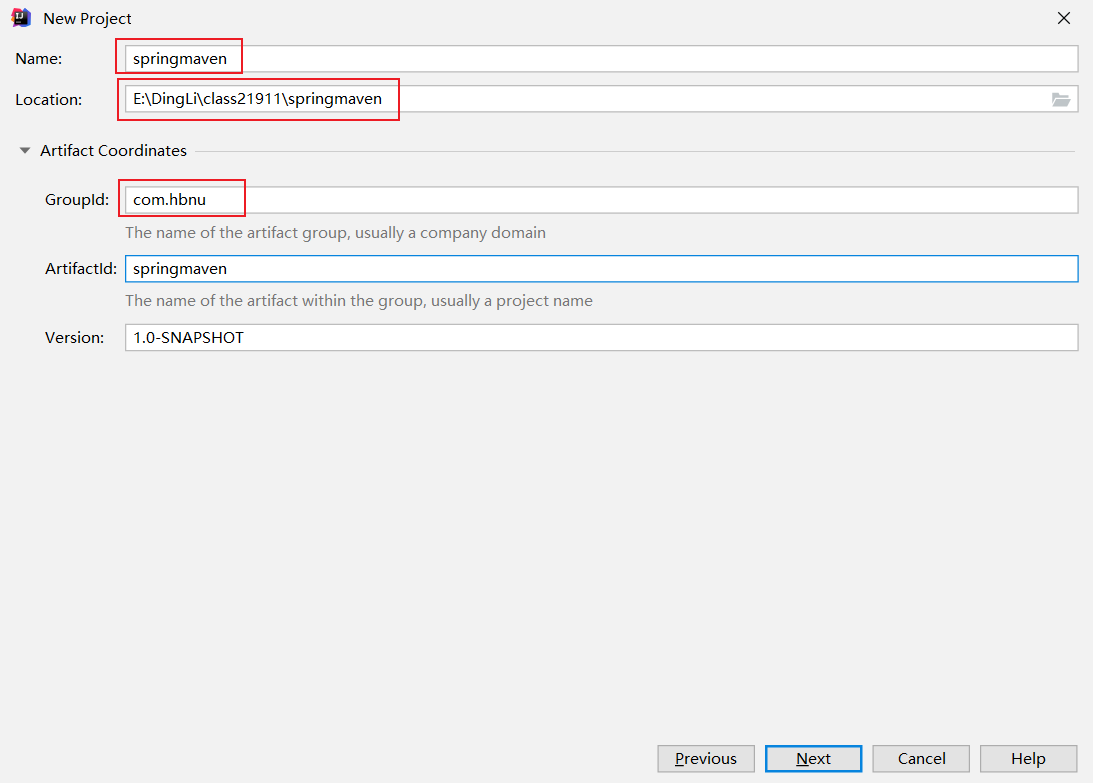 New Project
Name: springmaven
Location: E:\DingLi\class21911\springmaven
Artifact Coordinates
GroupId: com.hbnu
The name of the artifact group, usually a company domain
ArtifactId: springmaven
The name of the artifact within the group, usually a project name
Version: 1.0-SNAPSHOT
Previous Next Cancel Help